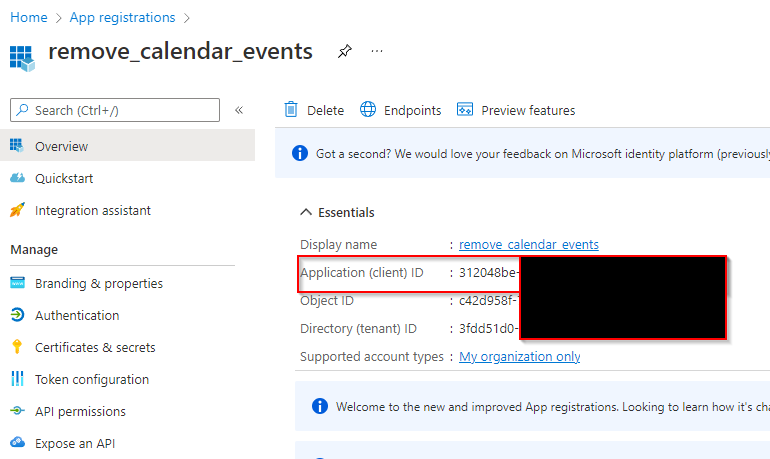 Home > App registrations >
remove_calendar_events
Search (Ctrl+/)
«
Delete
Endpoints
Preview features
Overview
Quickstart
Integration assistant
Manage
Branding & properties
Authentication
Certificates & secrets
Token configuration
API permissions
Expose an API
Got a second? We would love your feedback on Microsoft identity platform (previously
Essentials
Display name : remove_calendar_events
Application (client) ID : 312048be-
Object ID : c42d958f-
Directory (tenant) ID : 3fdd51d0-
Supported account types : My organization only
Welcome to the new and improved App registrations. Looking to learn how it's cha